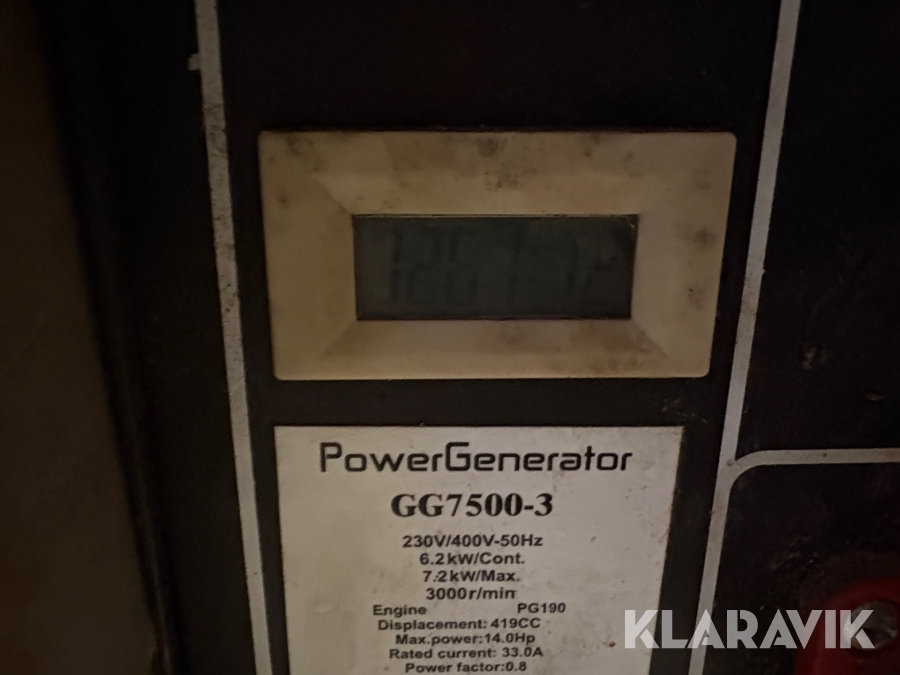 PowerGenerator
GG7500-3
230V/400V-50Hz
6.2kW/Cont.
7.2kW/Max.
3000r/min
Engine PG190
Displacement: 419CC
Max.power:14.0Hp
Rated current: 33.0A
Power factor:0.8
KLARAVIK